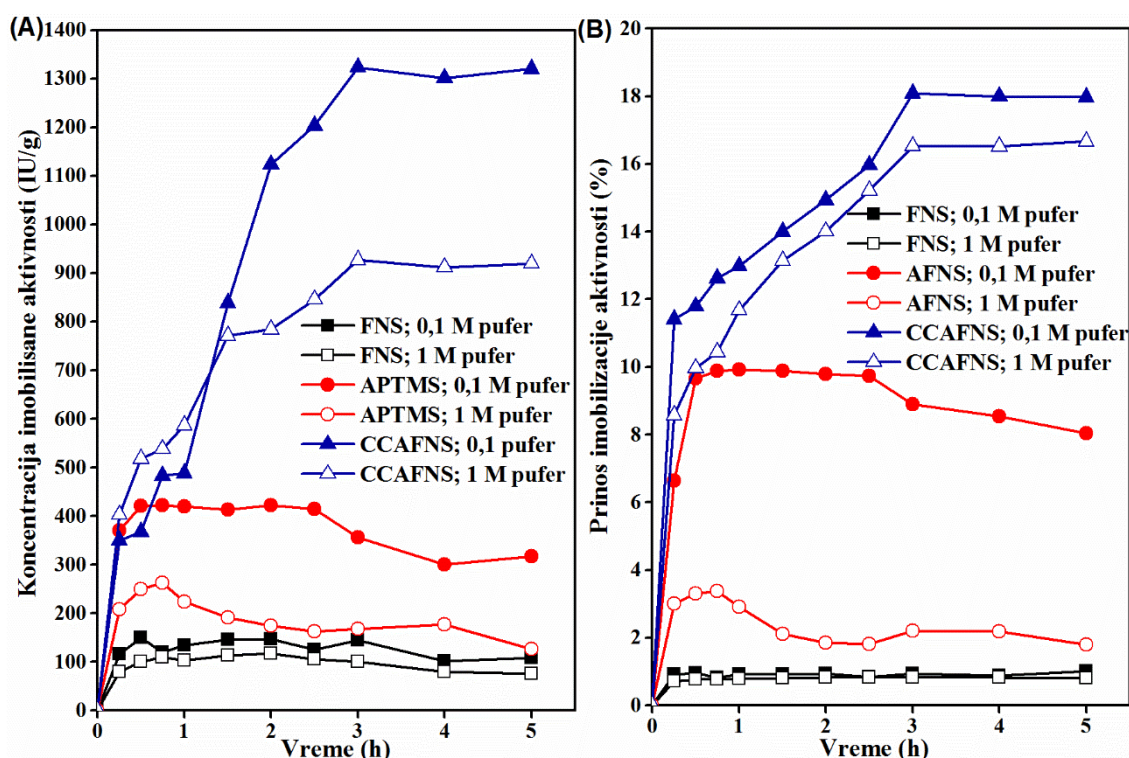 (A)
Koncentracija imobilisane aktivnosti (IU/g)
1400
1300
1200
1100
1000
900
800
700
600
500
400
300
200
100
0
FNS; 0,1 M pufer
FNS; 1 M pufer
APTMS; 0,1 M pufer
APTMS; 1 M pufer
CCAFNS; 0,1 pufer
CCAFNS; 1 M pufer
0 1 2 3 4 5
Vreme (h)
(B)
Prinos imobilizacije aktivnosti (%)
20
18
16
14
12
10
8
6
4
2
0
FNS; 0,1 M pufer
FNS; 1 M pufer
AFNS; 0,1 M pufer
AFNS; 1 M pufer
CCAFNS; 0,1 M pufer
CCAFNS; 1 M pufer
0 1 2 3 4 5
Vreme (h)